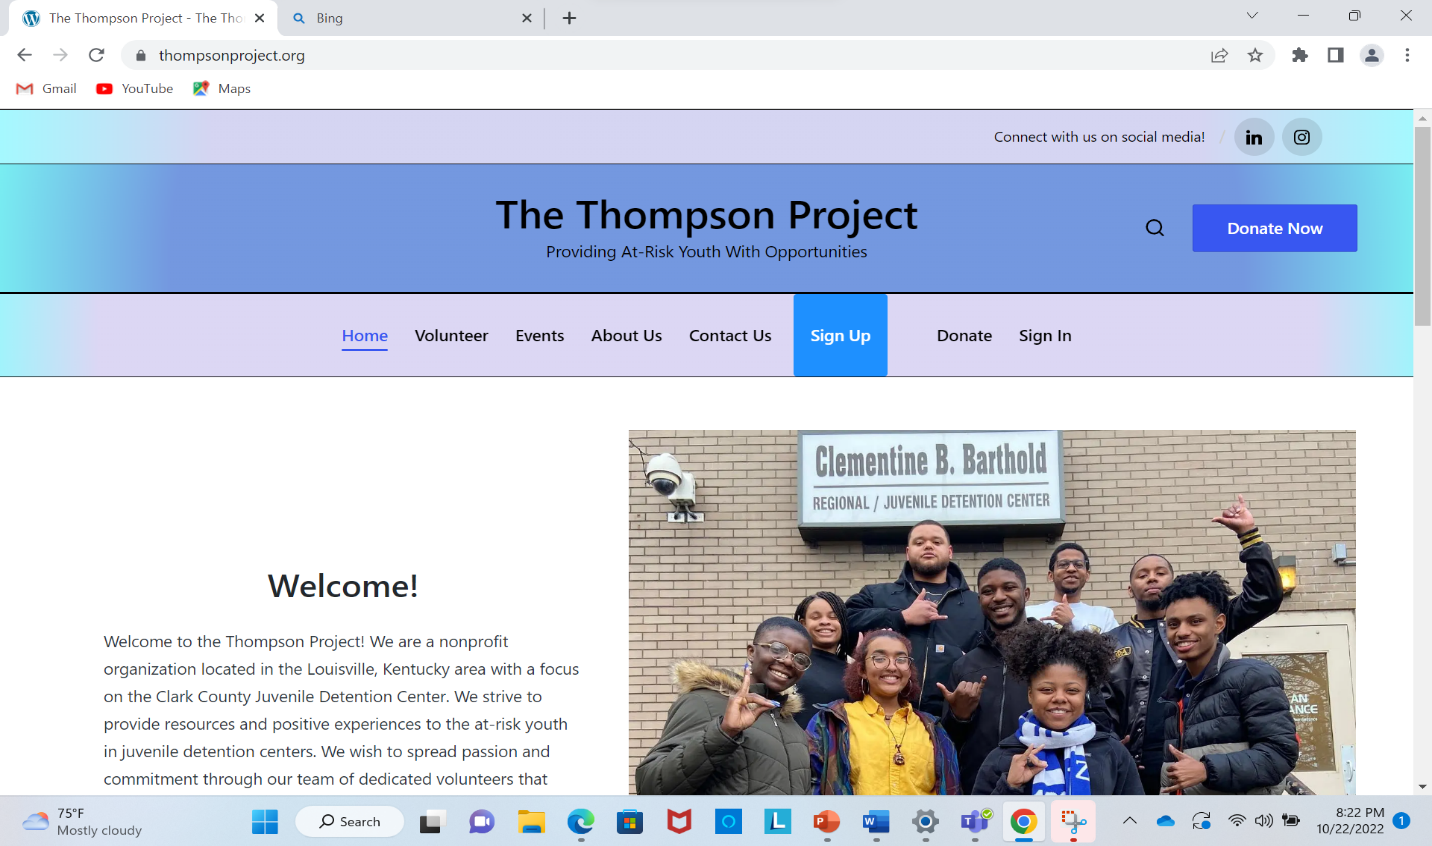 The Thompson Project - The Tho
Bing
thompsonproject.org
Gmail YouTube Maps
Connect with us on social media! / in
The Thompson Project
Providing At-Risk Youth With Opportunities
Donate Now
Home Volunteer Events About Us Contact Us Sign Up Donate Sign In
Clementine B. Barthold
REGIONAL / JUVENILE DETENTION CENTER
Welcome!
Welcome to the Thompson Project! We are a nonprofit
organization located in the Louisville, Kentucky area with a focus
on the Clark County Juvenile Detention Center. We strive to
provide resources and positive experiences to the at-risk youth
in juvenile detention centers. We wish to spread passion and
commitment through our team of dedicated volunteers that
75°F
Mostly cloudy
Search
8:22 PM
10/22/2022
1